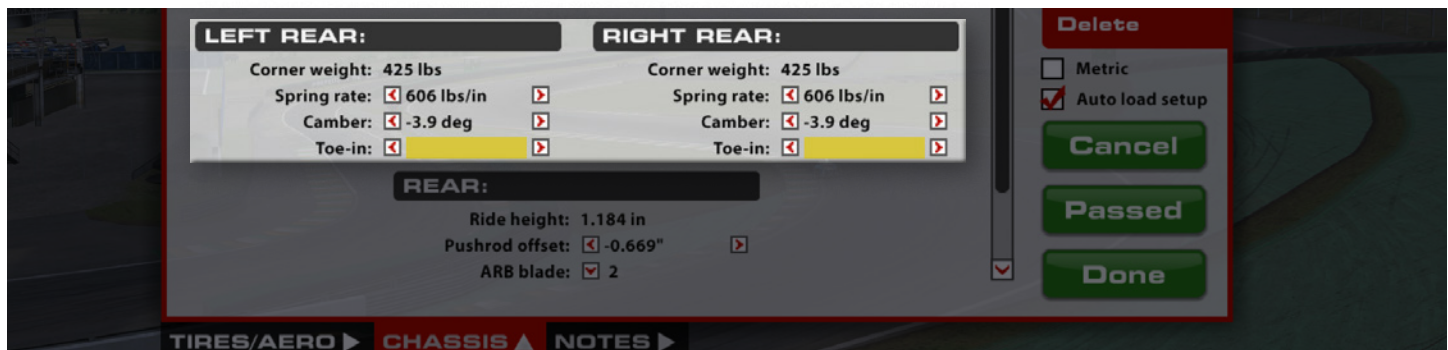 LEFT REAR:
Corner weight: 425 lbs
Spring rate: 606 lbs/in
Camber: -3.9 deg
Toe-in:
RIGHT REAR:
Corner weight: 425 lbs
Spring rate: 606 lbs/in
Camber: -3.9 deg
Toe-in:
REAR:
Ride height: 1.184 in
Pushrod offset: -0.669"
ARB blade: 2
Delete
Metric
Auto load setup
Cancel
Passed
Done
TIRES/AERO
CHASSIS
NOTES